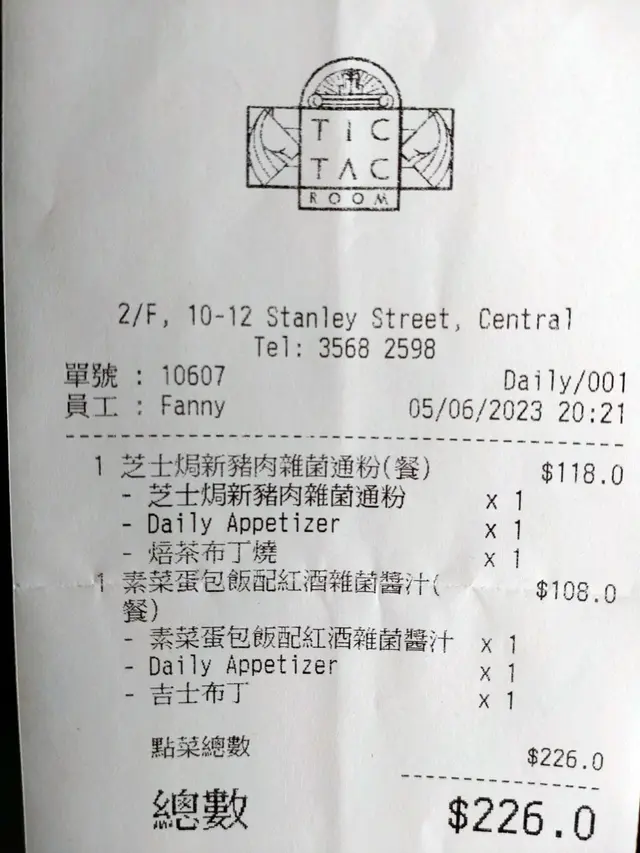 TIC
TAC
ROOM
2/F, 10-12 Stanley Street, Central
Tel: 3568 2598
單號 : 10607 Daily/001
員工 : Fanny 05/06/2023 20:21
1 芝士焗新豬肉雜菌通粉(餐) $118.0
- 芝士焗新豬肉雜菌通粉 x 1
- Daily Appetizer x 1
- 焙茶布丁燒 x 1
1 素菜蛋包飯配紅酒雜菌醬汁( $108.0
餐)
- 素菜蛋包飯配紅酒雜菌醬汁 x 1
- Daily Appetizer x 1
- 吉士布丁 x 1
點菜總數 $226.0
總數 $226.0